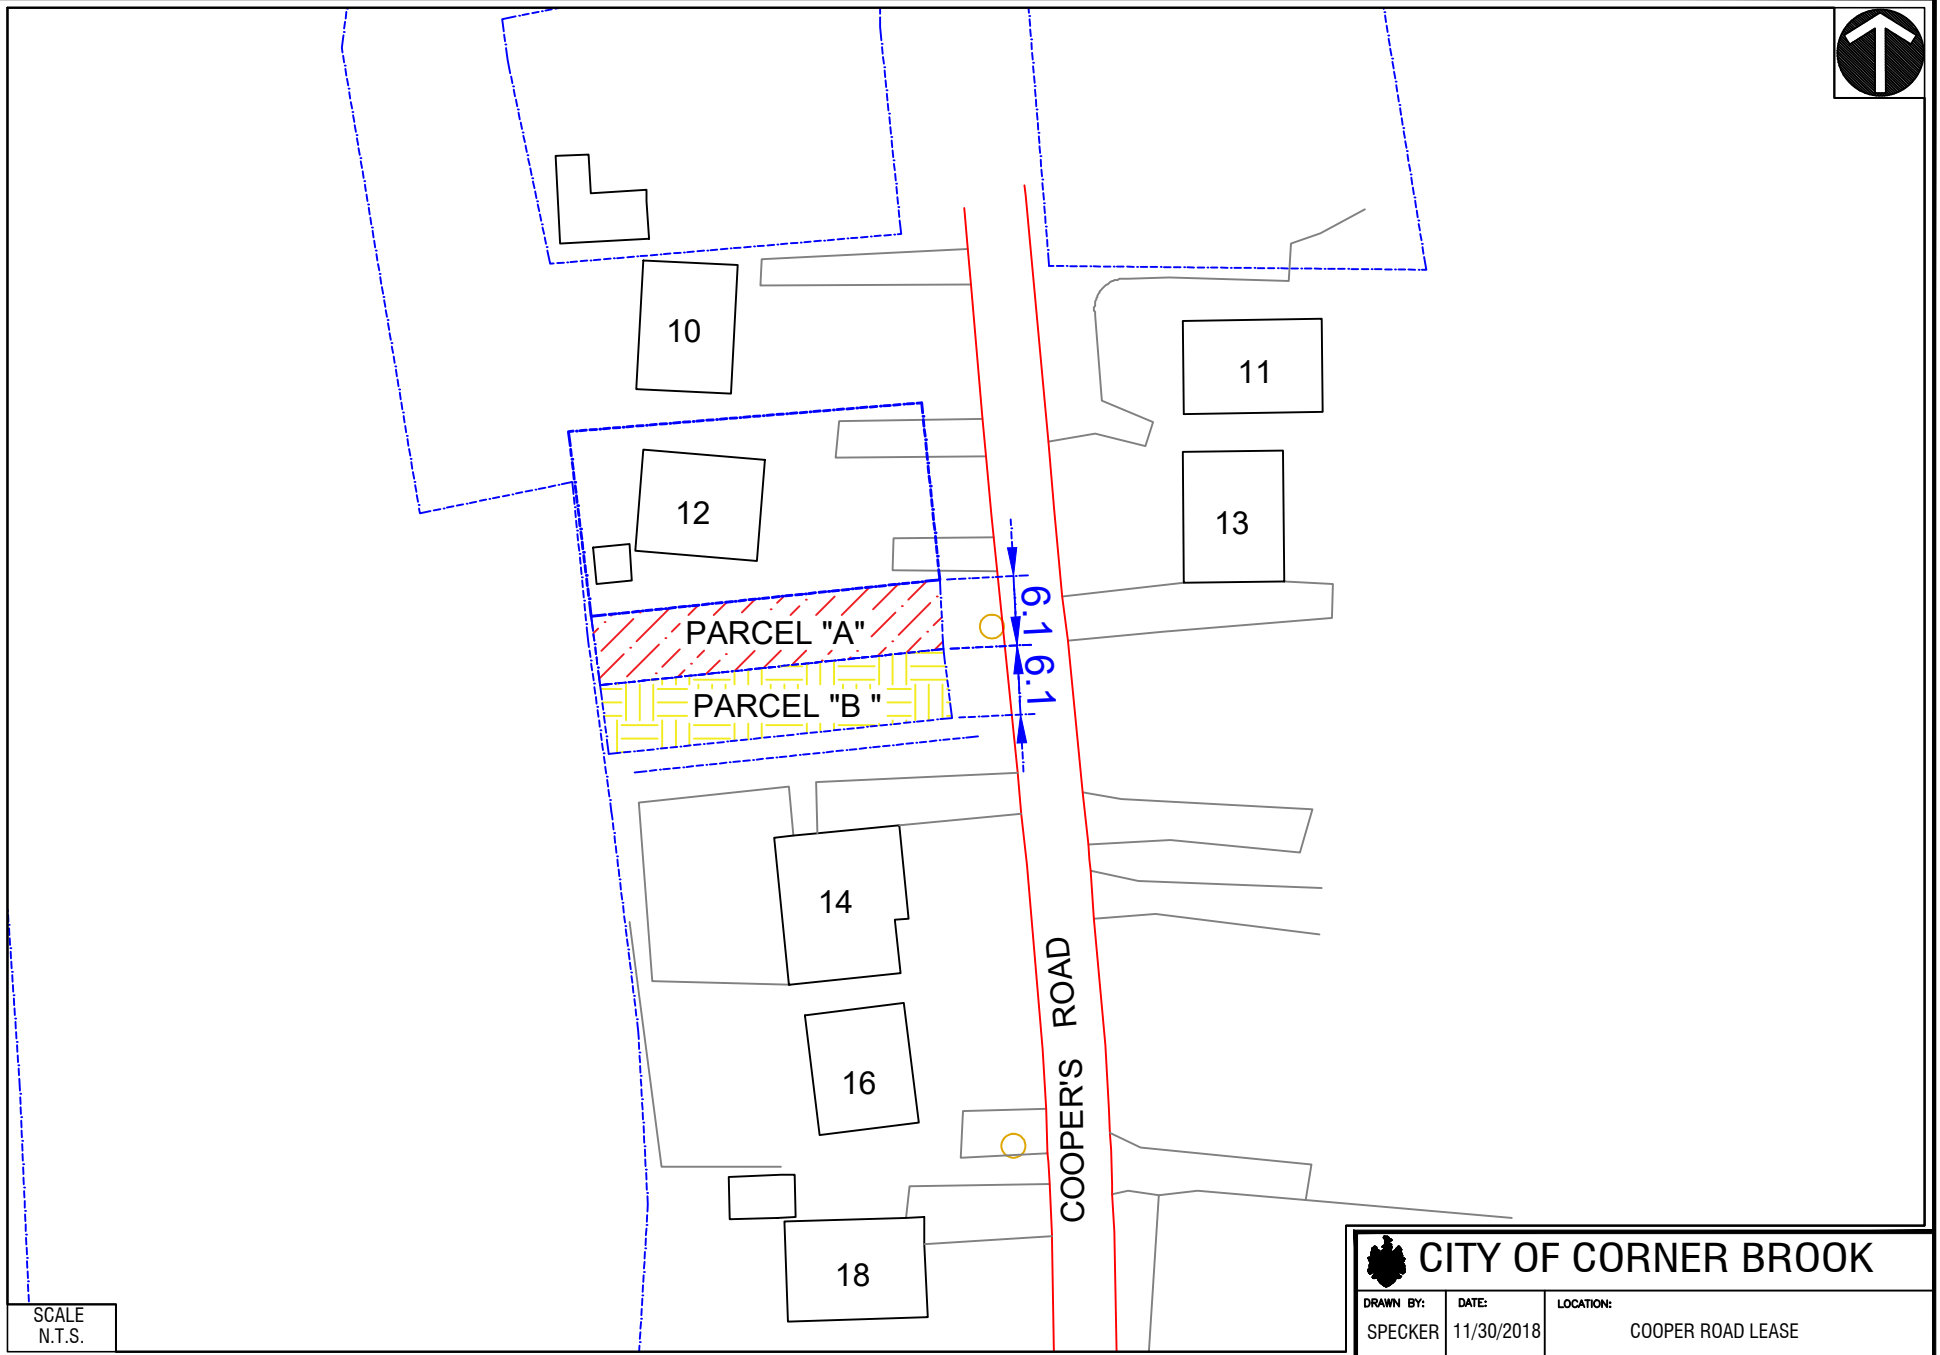 10
11
12
13
6.1
PARCEL "A"
6.1
PARCEL "B "
14
COOPER'S ROAD
16
18
CITY OF CORNER BROOK
DRAWN BY:
SPECKER
DATE:
11/30/2018
LOCATION:
COOPER ROAD LEASE
SCALE
N.T.S.